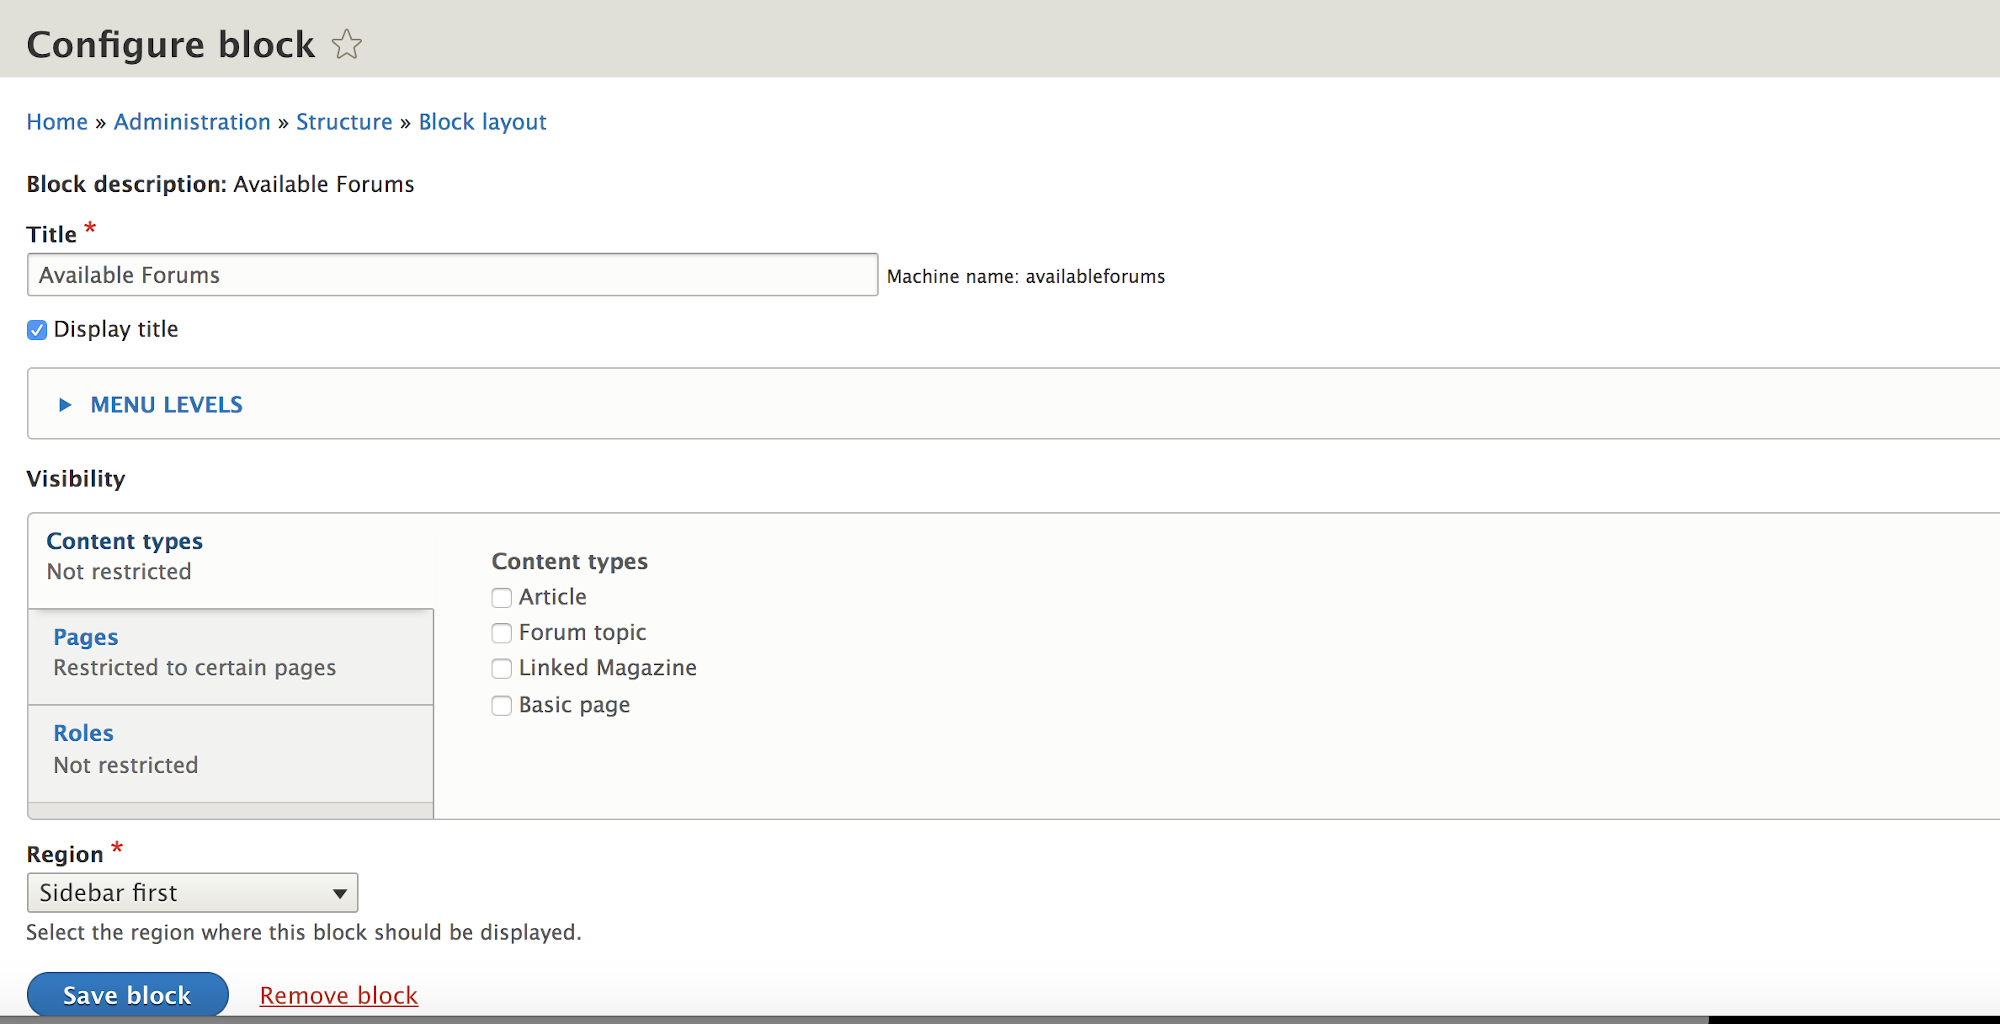 Configure block
Home » Administration » Structure » Block layout
Block description: Available Forums
Title *
Available Forums
Machine name: availableforums
Display title
MENU LEVELS
Visibility
Content types
Not restricted
Pages
Restricted to certain pages
Roles
Not restricted
Content types
Article
Forum topic
Linked Magazine
Basic page
Region *
Sidebar first
Select the region where this block should be displayed.
Save block
Remove block